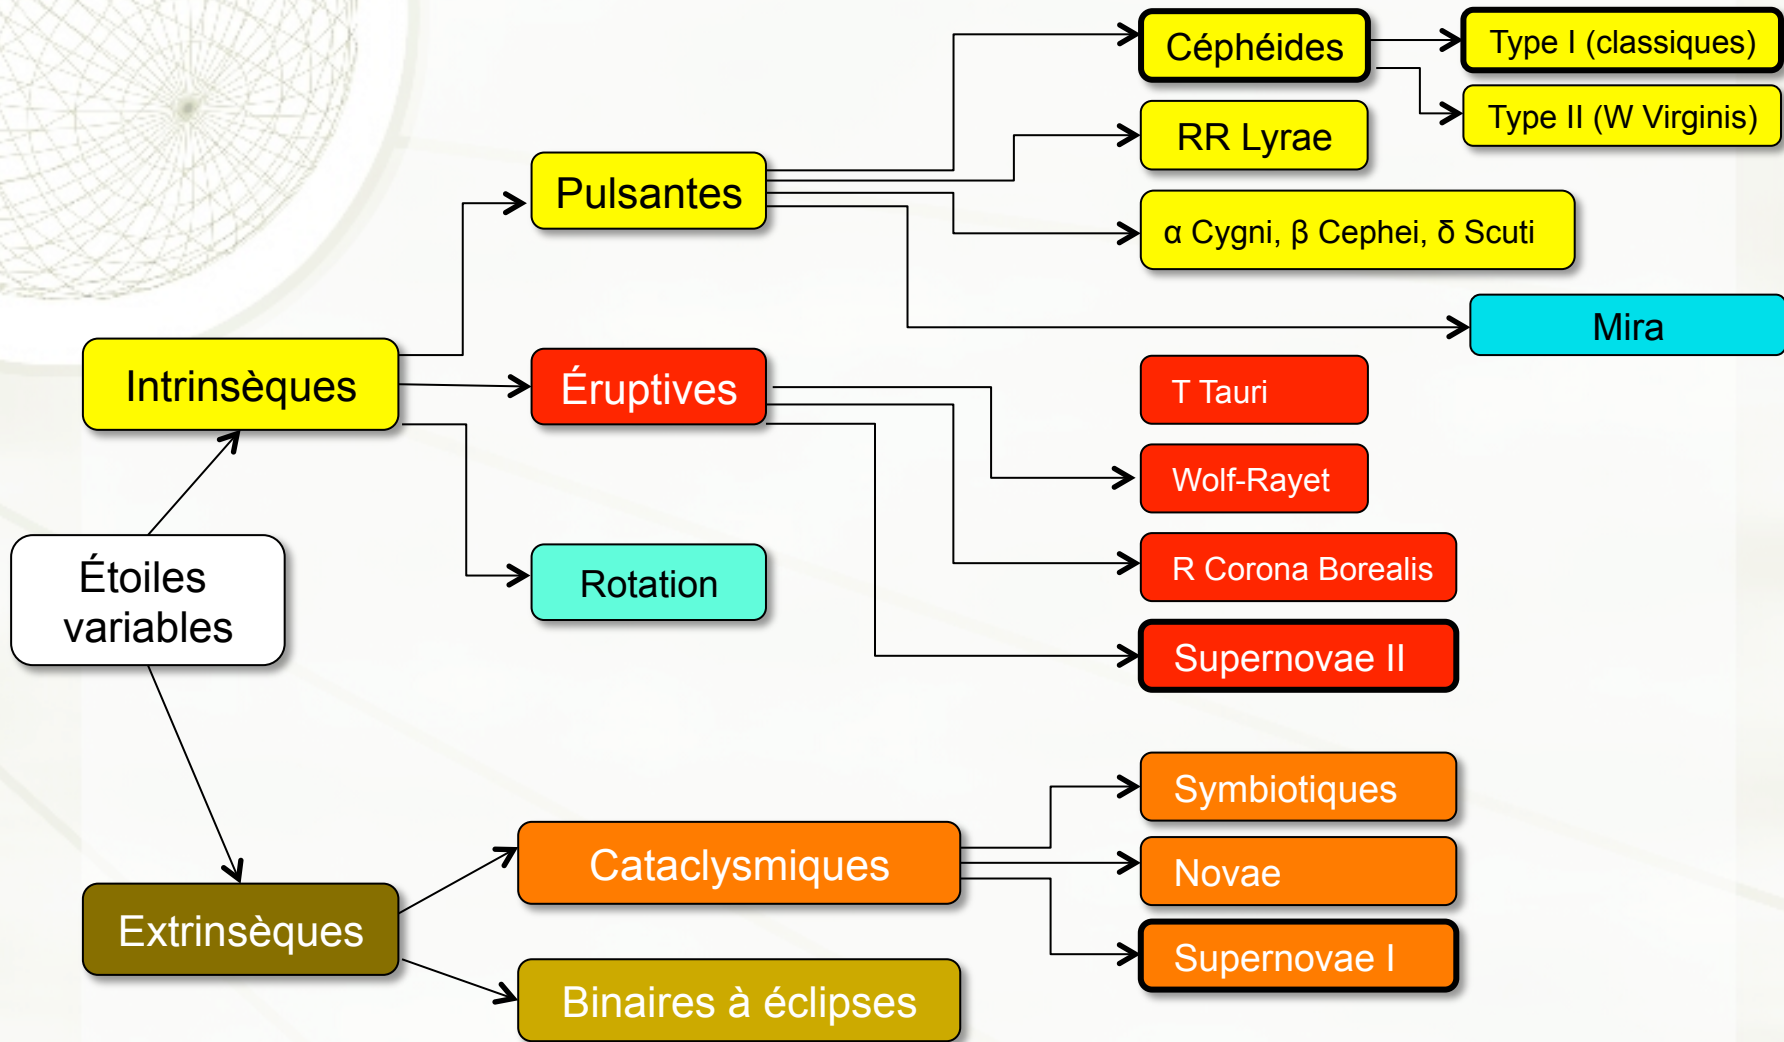 Céphéides
Type I (classiques)
Type II (W Virginis)
RR Lyrae
Pulsantes
α Cygni, β Cephei, δ Scuti
Mira
Intrinsèques
Éruptives
T Tauri
Wolf-Rayet
Étoiles
variables
Rotation
R Corona Borealis
Supernovae II
Symbiotiques
Cataclysmiques
Novae
Extrinsèques
Supernovae I
Binaires à éclipses